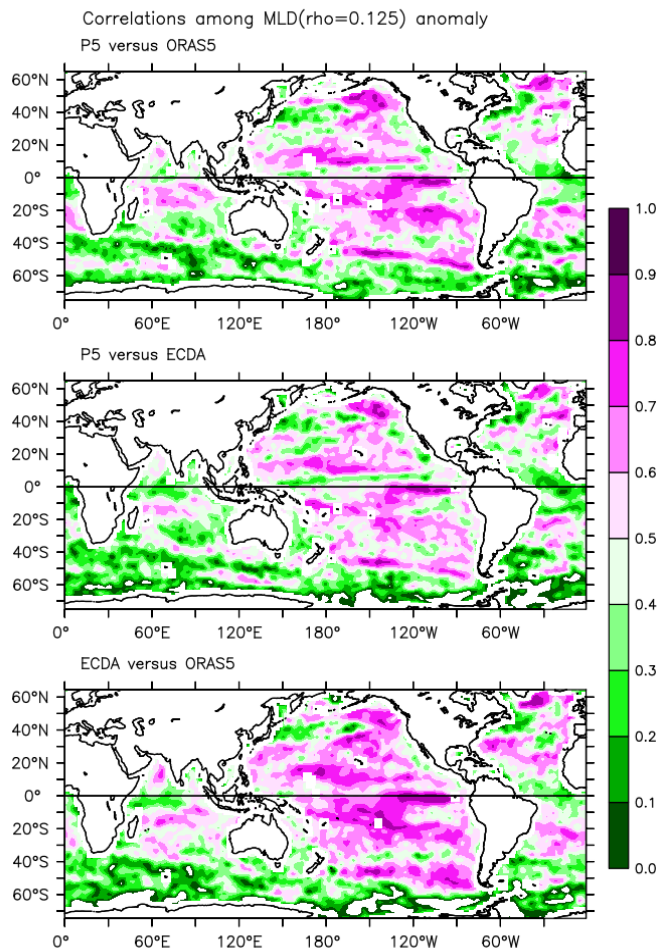 Correlations among MLD(rho=0.125) anomaly
P5 versus ORAS5
60°N
40°N
20°N
0°
20°S
40°S
60°S
0° 60°E 120°E 180° 120°W 60°W
P5 versus ECDA
60°N
40°N
20°N
0°
20°S
40°S
60°S
0° 60°E 120°E 180° 120°W 60°W
ECDA versus ORAS5
60°N
40°N
20°N
0°
20°S
40°S
60°S
0° 60°E 120°E 180° 120°W 60°W
1.0
0.9
0.8
0.7
0.6
0.5
0.4
0.3
0.2
0.1
0.0